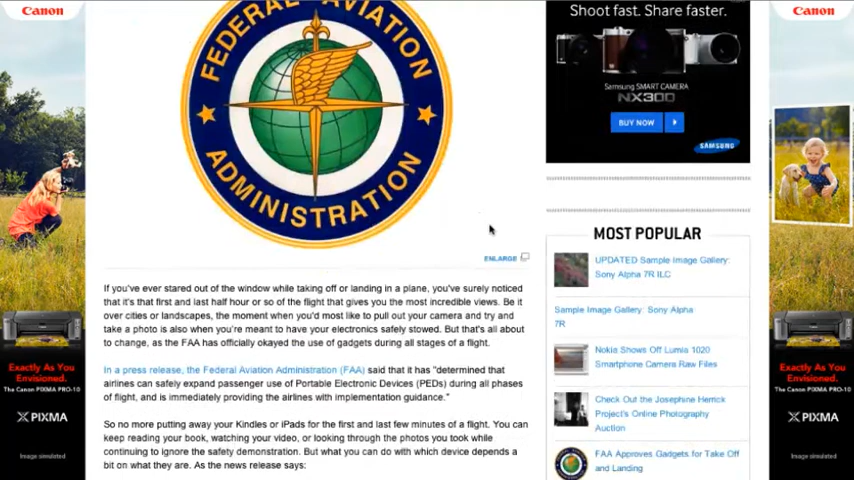 Canon
FEDERAL AVIATION
ADMINISTRATION
Shoot fast. Share faster.
Samsung SMART CAMERA
NX300
BUY NOW
SAMSUNG
Canon
ENLARGE
MOST POPULAR
If you've ever stared out of the window while taking off or landing in a plane, you've surely noticed
that it's that first and last half hour or so of the flight that gives you the most incredible views. Be it
over cities or landscapes, the moment when you'd most like to pull out your camera and try and
take a photo is also when you're meant to have your electronics safely stowed. But that's all about
to change, as the FAA has officially okayed the use of gadgets during all stages of a flight.
In a press release, the Federal Aviation Administration (FAA) said that it has "determined that
airlines can safely expand passenger use of Portable Electronic Devices (PEDs) during all phases
of flight, and is immediately providing the airlines with implementation guidance."
So no more putting away your Kindles or iPads for the first and last few minutes of a flight. You can
keep reading your book, watching your video, or looking through the photos you took while
continuing to ignore the safety demonstration. But what you can do with which device depends a
bit on what they are. As the news release says:
UPDATED Sample Image Gallery:
Sony Alpha 7R ILC
Sample Image Gallery: Sony Alpha
7R
Nokia Shows Off Lumia 1020
Smartphone Camera Raw Files
Check Out the Josephine Herrick
Project's Online Photography
Auction
FAA Approves Gadgets for Take Off
and Landing
Exactly As You
Envisioned.
The Canon PIXMA PRO-10
PIXMA
Image simulated
Exactly As You
Envisioned.
The Canon PIXMA PRO-10
PIXMA
Image simulated